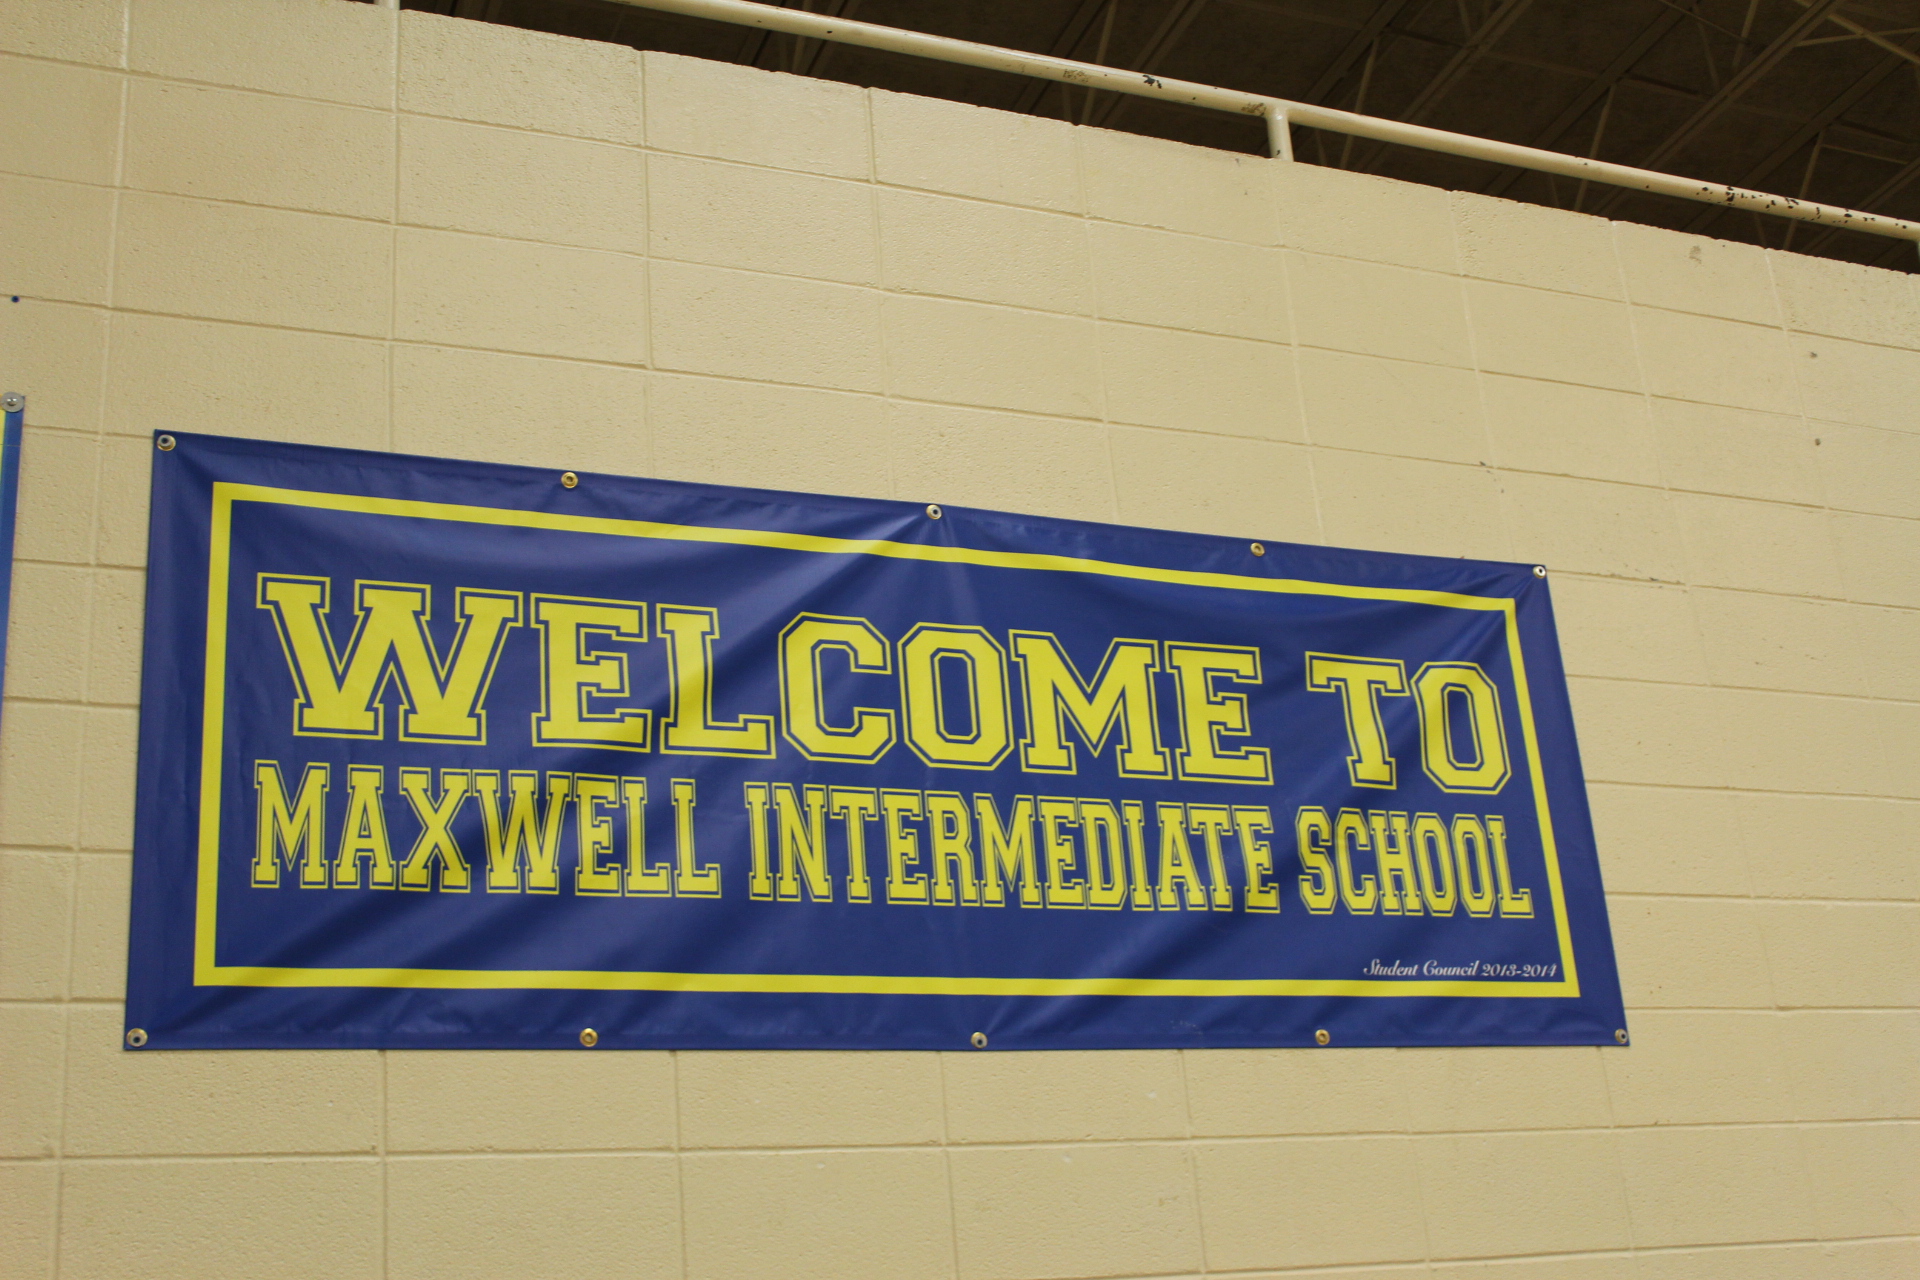 WELCOME TO
MAXWELL INTERMEDIATE SCHOOL
Student Council 2013-2014